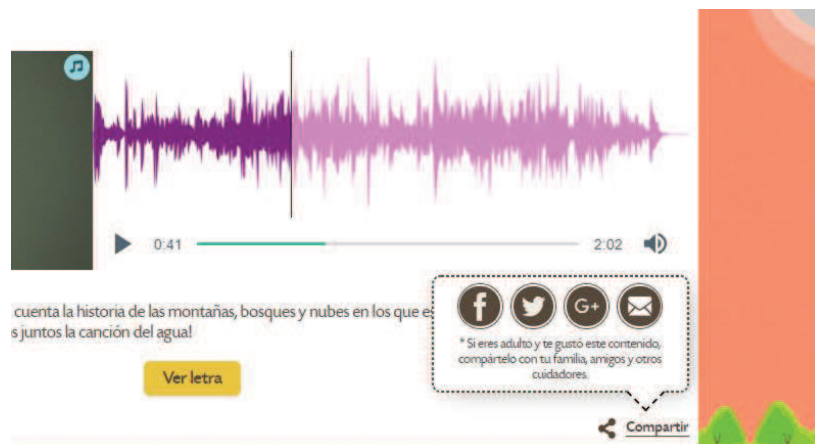 0:41 2:02
cuenta la historia de las montañas, bosques y nubes en los que e
s juntos la canción del agua!
Ver letra
f G+
* Si eres adulto y te gustó este contenido,
compártelo con tu familia, amigos y otros
cuidadores.
Compartir